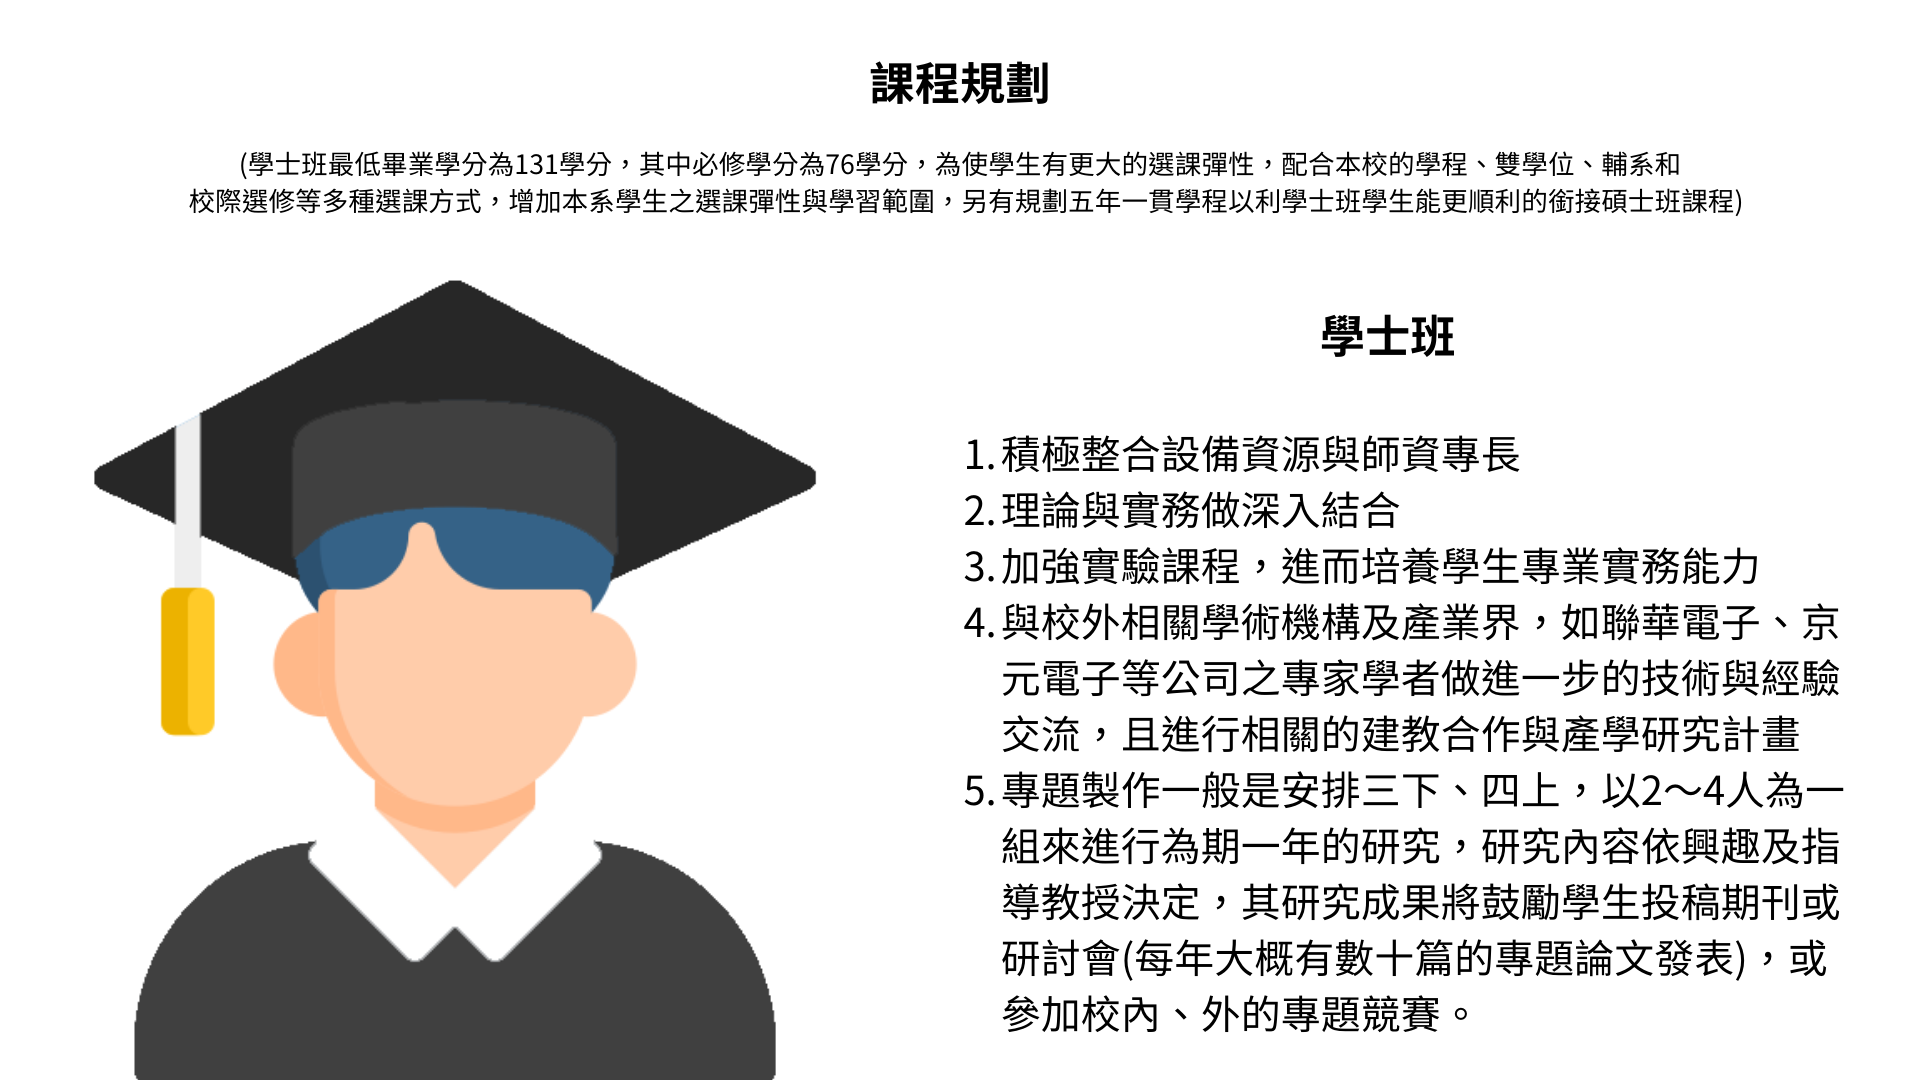 課程規劃
(學士班最低畢業學分為131學分，其中必修學分為76學分，為使學生有更大的選課彈性，配合本校的學程、雙學位、輔系和
校際選修等多種選課方式，增加本系學生之選課彈性與學習範圍，另有規劃五年一貫學程以利學士班學生能更順利的銜接碩士班課程)
學士班
1. 積極整合設備資源與師資專長
2. 理論與實務做深入結合
3. 加強實驗課程，進而培養學生專業實務能力
4. 與校外相關學術機構及產業界，如聯華電子、京
元電子等公司之專家學者做進一步的技術與經驗
交流，且進行相關的建教合作與產學研究計畫
5. 專題製作一般是安排三下、四上，以2～4人為一
組來進行為期一年的研究，研究內容依興趣及指
導教授決定，其研究成果將鼓勵學生投稿期刊或
研討會(每年大概有數十篇的專題論文發表)，或
參加校內、外的專題競賽。